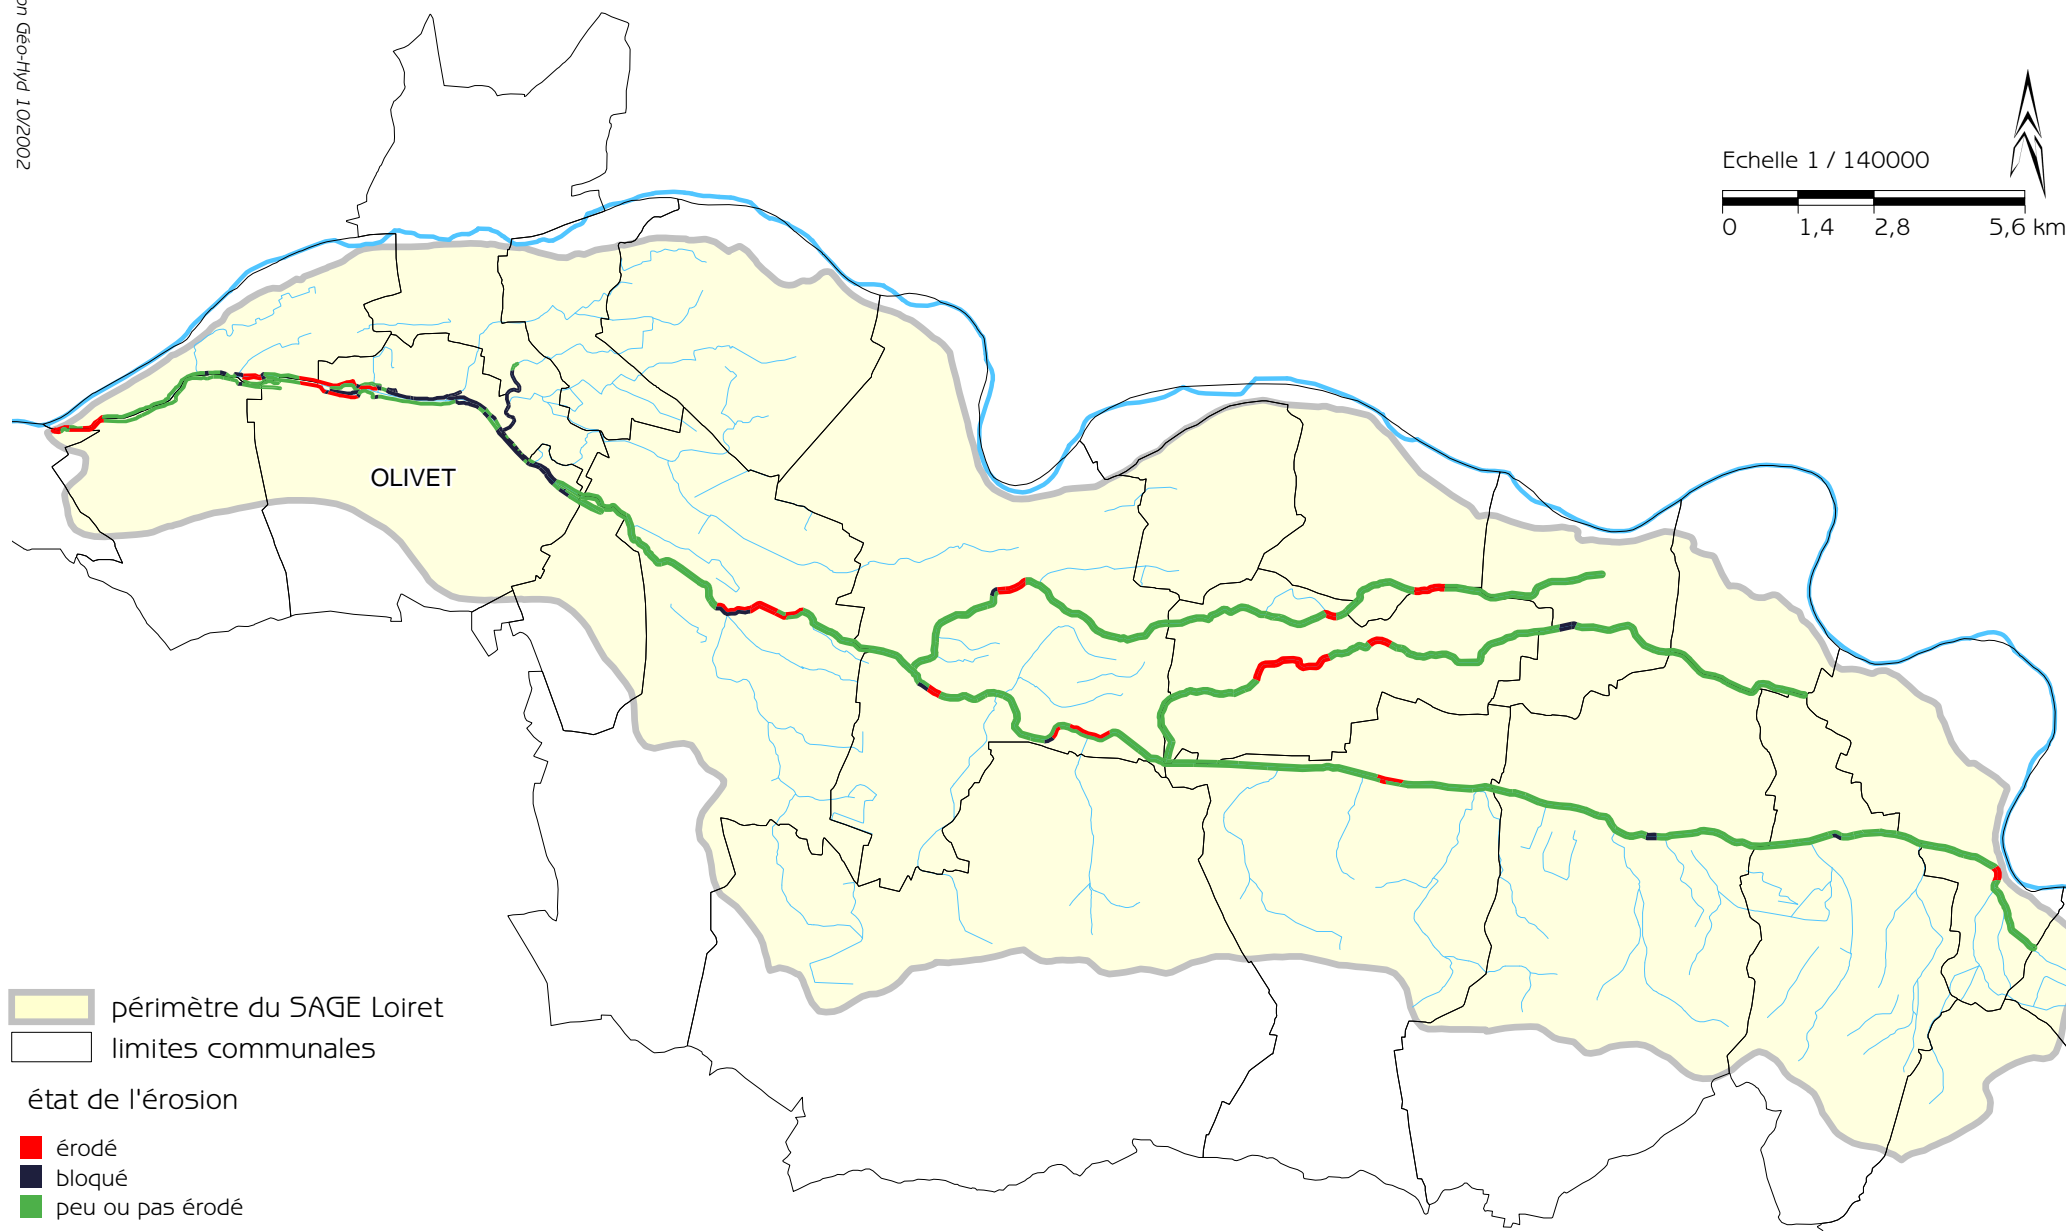 on Géo-Hyd 10/2002
Echelle 1 / 140000
0 1,4 2,8 5,6 km
OLIVET
périmètre du SAGE Loiret
limites communales
état de l'érosion
érodé
bloqué
peu ou pas érodé